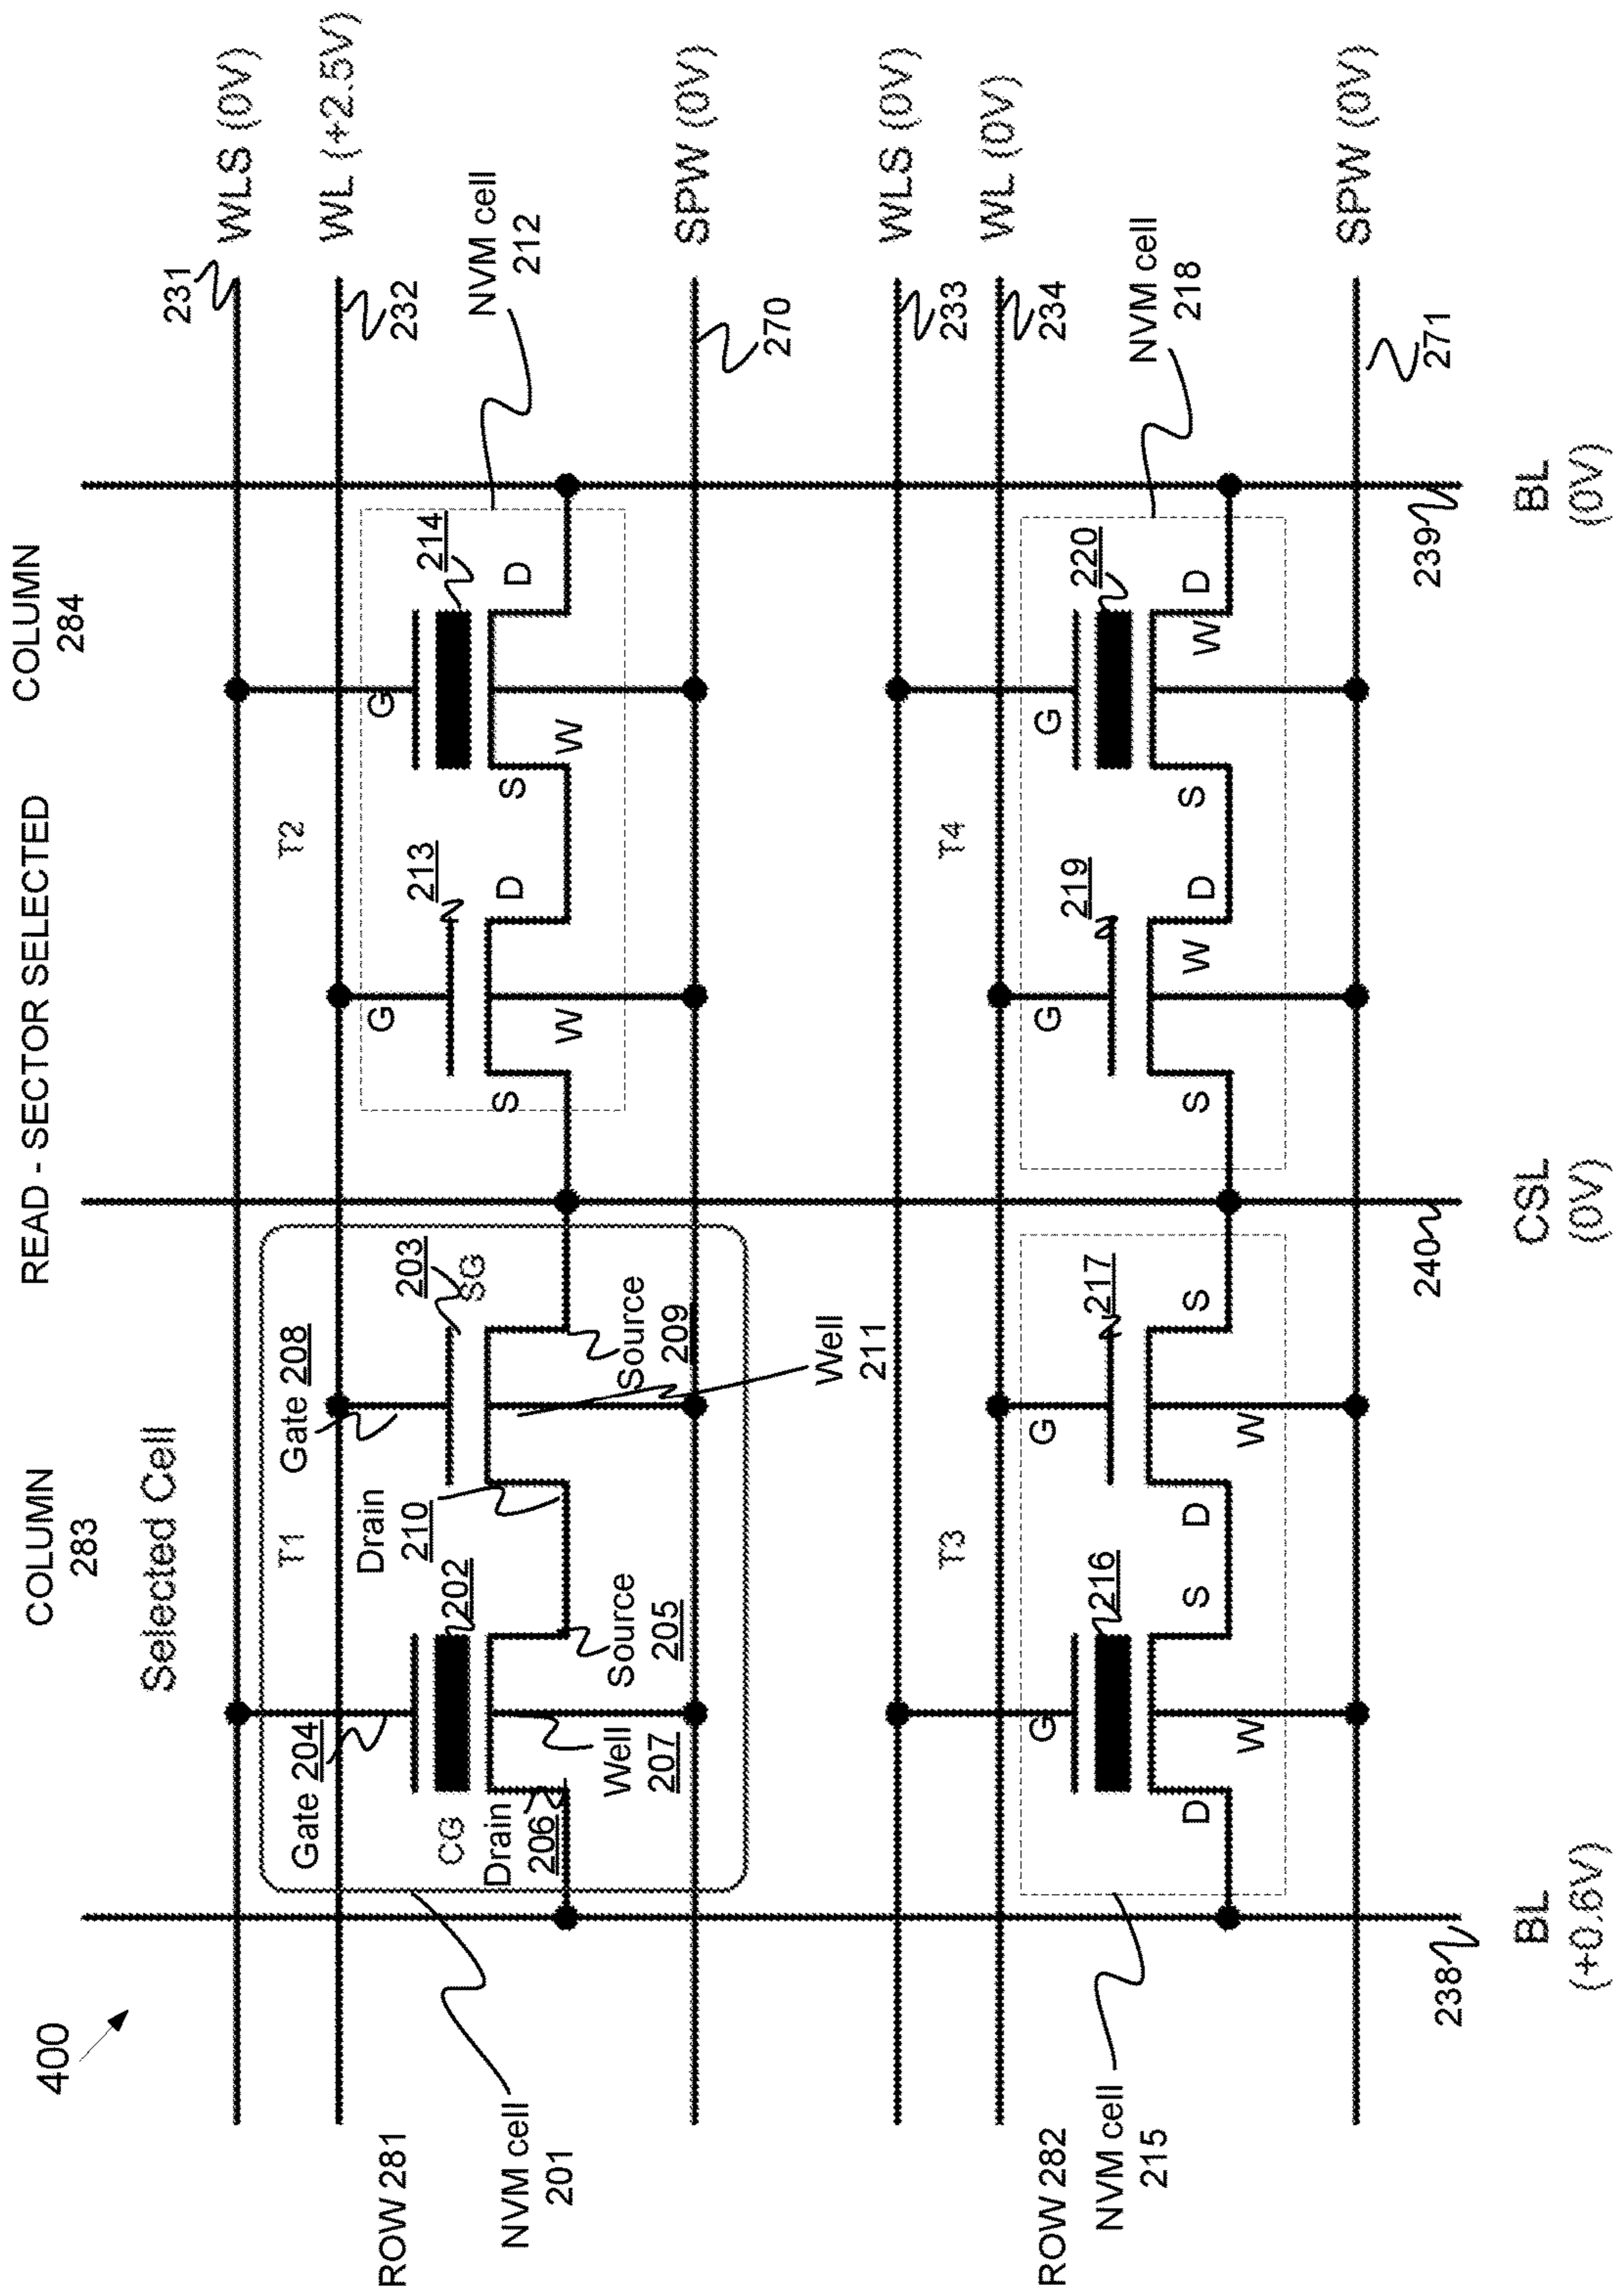 400
READ - SECTOR SELECTED
COLUMN
283
COLUMN
284
Selected Cell
WLS (0V)
231
T1
T2
Gate 204
Gate 208
WL (+2.5V)
232
Drain
210
G
G
CG
202
203
SG
213
214
NVM cell
212
Drain
206
Source
205
Source
209
S
D
S
D
Well
207
W
W
ROW 281
NVM cell
201
SPW (0V)
270
Well
211
WLS (0V)
233
T3
T4
WL (0V)
234
G
G
G
G
216
217
219
220
NVM cell
218
D
S
D
S
S
W
D
S
W
D
W
W
ROW 282
NVM cell
215
SPW (0V)
271
238
240
239
BL
(+0.6V)
CSL
(0V)
BL
(0V)